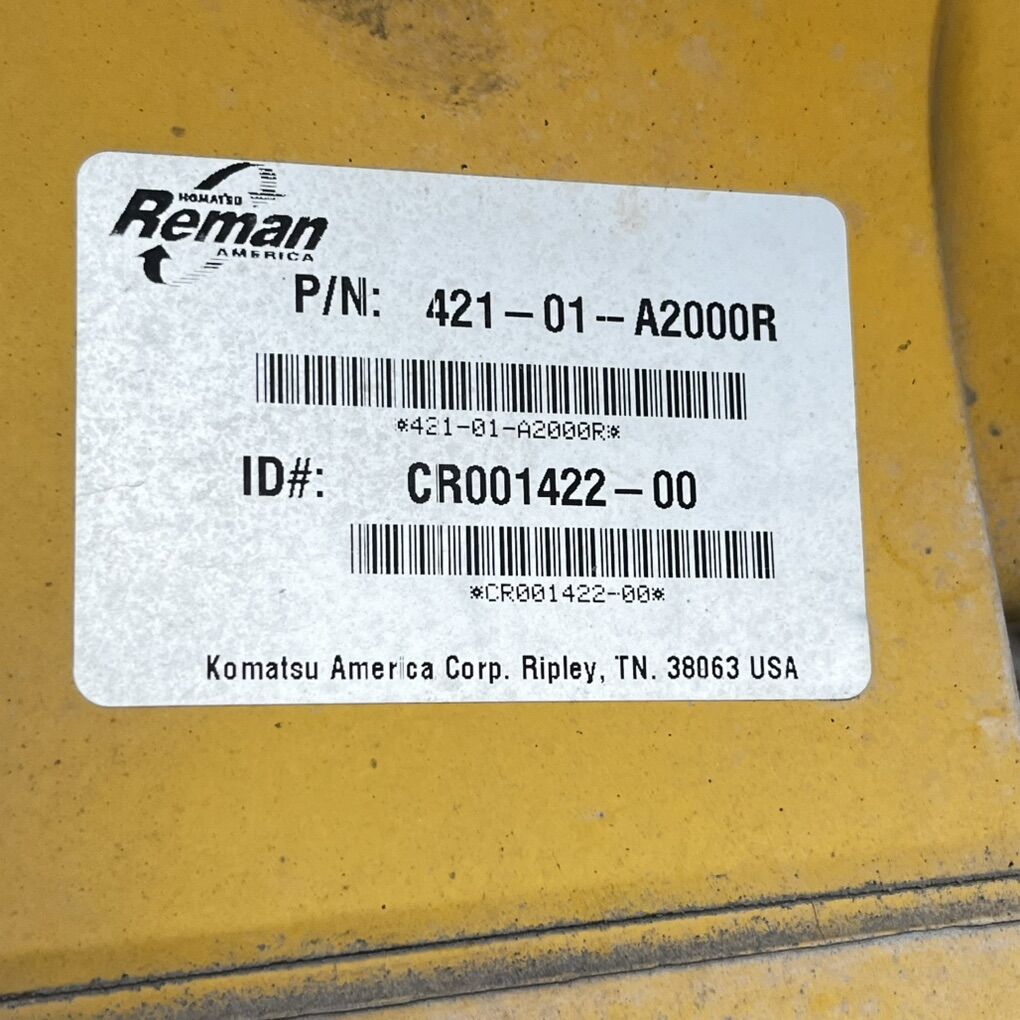 KOMATSU
Reman
AMERICA
P/N: 421-01-A2000R
*421-01-A2000R*
ID#: CR001422-00
*CR001422-00*
Komatsu America Corp. Ripley, TN. 38063 USA